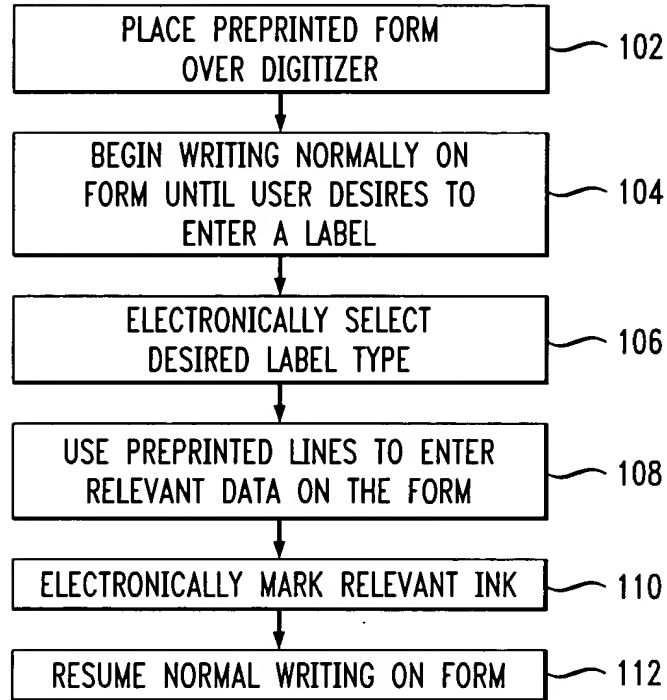 PLACE PREPRINTED FORM
OVER DIGITIZER
102
BEGIN WRITING NORMALLY ON
FORM UNTIL USER DESIRES TO
ENTER A LABEL
104
ELECTRONICALLY SELECT
DESIRED LABEL TYPE
106
USE PREPRINTED LINES TO ENTER
RELEVANT DATA ON THE FORM
108
ELECTRONICALLY MARK RELEVANT INK
110
RESUME NORMAL WRITING ON FORM
112